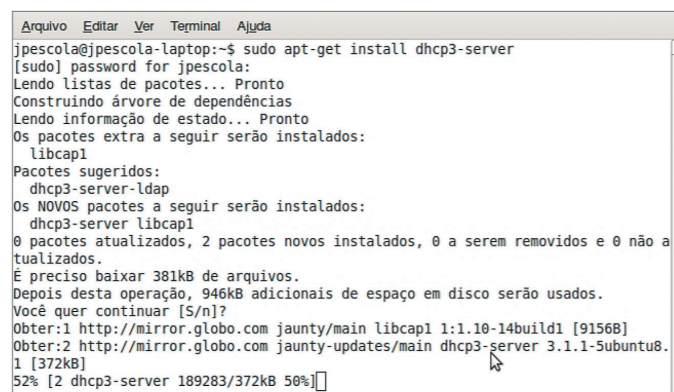 Arquivo Editar Ver Terminal Ajuda
jpescola@jpescola-laptop:~$ sudo apt-get install dhcp3-server
[sudo] password for jpescola:
Lendo listas de pacotes... Pronto
Construindo árvore de dependências
Lendo informação de estado... Pronto
Os pacotes extra a seguir serão instalados:
  libcap1
Pacotes sugeridos:
  dhcp3-server-ldap
Os NOVOS pacotes a seguir serão instalados:
  dhcp3-server libcap1
0 pacotes atualizados, 2 pacotes novos instalados, 0 a serem removidos e 0 não a
tualizados.
É preciso baixar 381kB de arquivos.
Depois desta operação, 946kB adicionais de espaço em disco serão usados.
Você quer continuar [S/n]?
Obter:1 http://mirror.globo.com jaunty/main libcap1 1:1.10-14build1 [9156B]
Obter:2 http://mirror.globo.com jaunty-updates/main dhcp3-server 3.1.1-5ubuntu8.
1 [372kB]
52% [2 dhcp3-server 189283/372kB 50%]